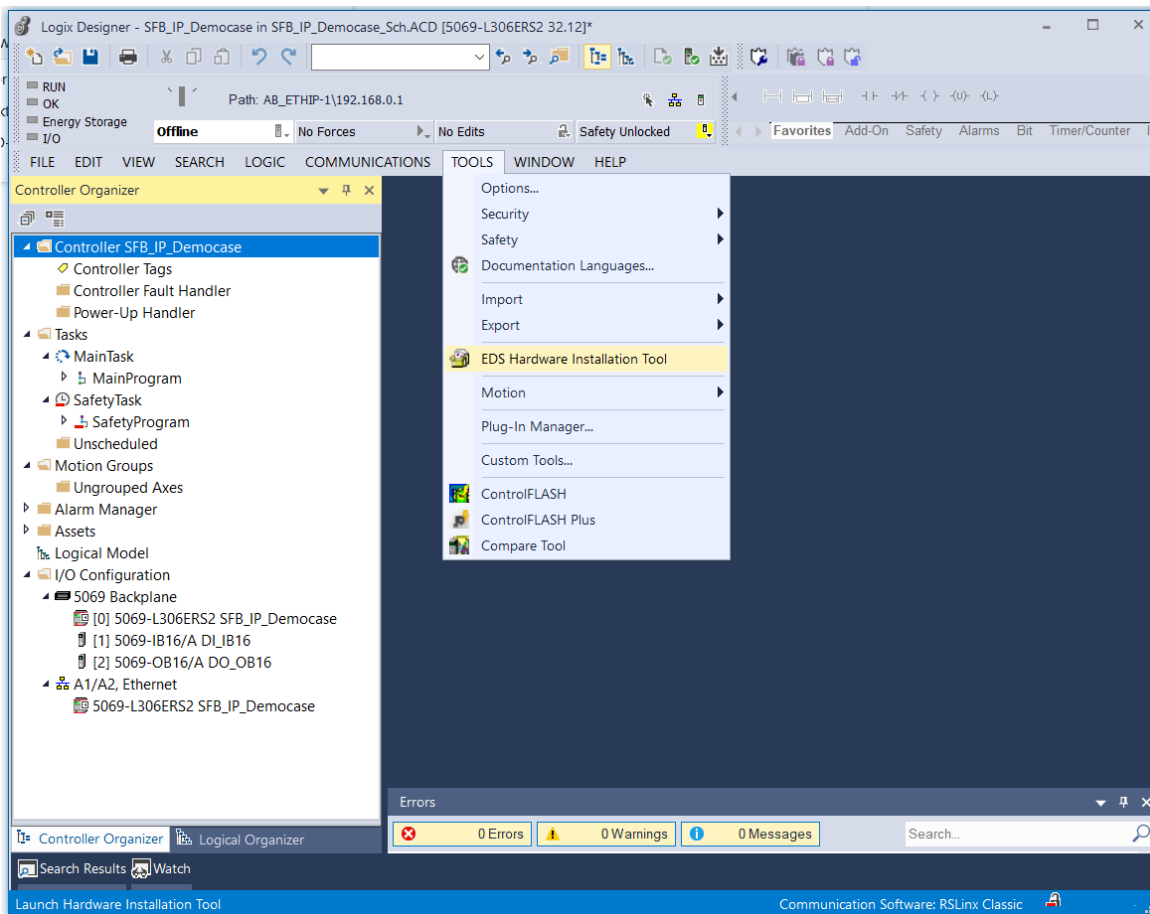 Logix Designer - SFB_IP_Democase in SFB_IP_Democase_Sch.ACD [5069-L306ERS2 32.12]*
RUN
OK
Energy Storage
I/O
Path: AB_ETHIP-1\192.168.0.1
Offline
No Forces
No Edits
Safety Unlocked
Favorites Add-On Safety Alarms Bit Timer/Counter
FILE EDIT VIEW SEARCH LOGIC COMMUNICATIONS TOOLS WINDOW HELP
Controller Organizer
Controller SFB_IP_Democase
Controller Tags
Controller Fault Handler
Power-Up Handler
Tasks
MainTask
MainProgram
SafetyTask
SafetyProgram
Unscheduled
Motion Groups
Ungrouped Axes
Alarm Manager
Assets
Logical Model
I/O Configuration
5069 Backplane
[0] 5069-L306ERS2 SFB_IP_Democase
[1] 5069-IB16/A DI_IB16
[2] 5069-OB16/A DO_OB16
A1/A2, Ethernet
5069-L306ERS2 SFB_IP_Democase
Options...
Security
Safety
Documentation Languages...
Import
Export
EDS Hardware Installation Tool
Motion
Plug-In Manager...
Custom Tools...
ControlFLASH
ControlFLASH Plus
Compare Tool
Errors
0 Errors
0 Warnings
0 Messages
Search...
Controller Organizer
Logical Organizer
Search Results
Watch
Launch Hardware Installation Tool
Communication Software: RSLinx Classic